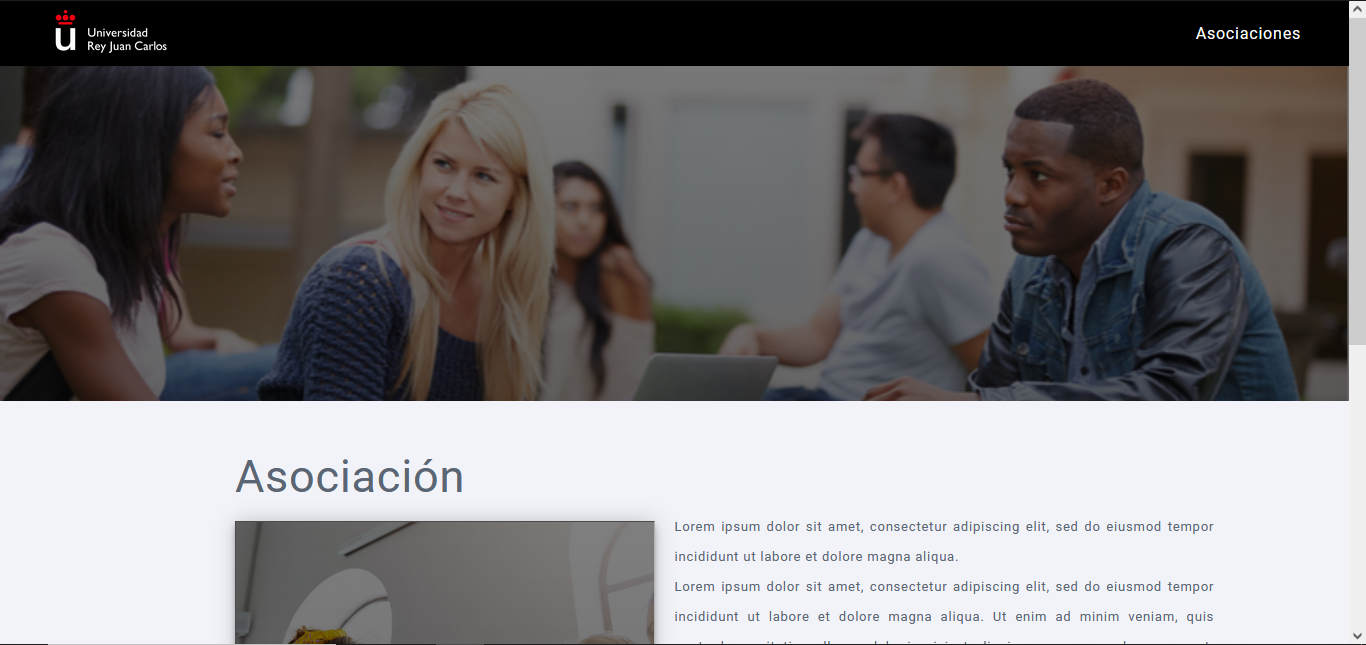 Universidad
Rey Juan Carlos
Asociaciones
Asociación
Lorem ipsum dolor sit amet, consectetur adipiscing elit, sed do eiusmod tempor
incididunt ut labore et dolore magna aliqua.
Lorem ipsum dolor sit amet, consectetur adipiscing elit, sed do eiusmod tempor
incididunt ut labore et dolore magna aliqua. Ut enim ad minim veniam, quis